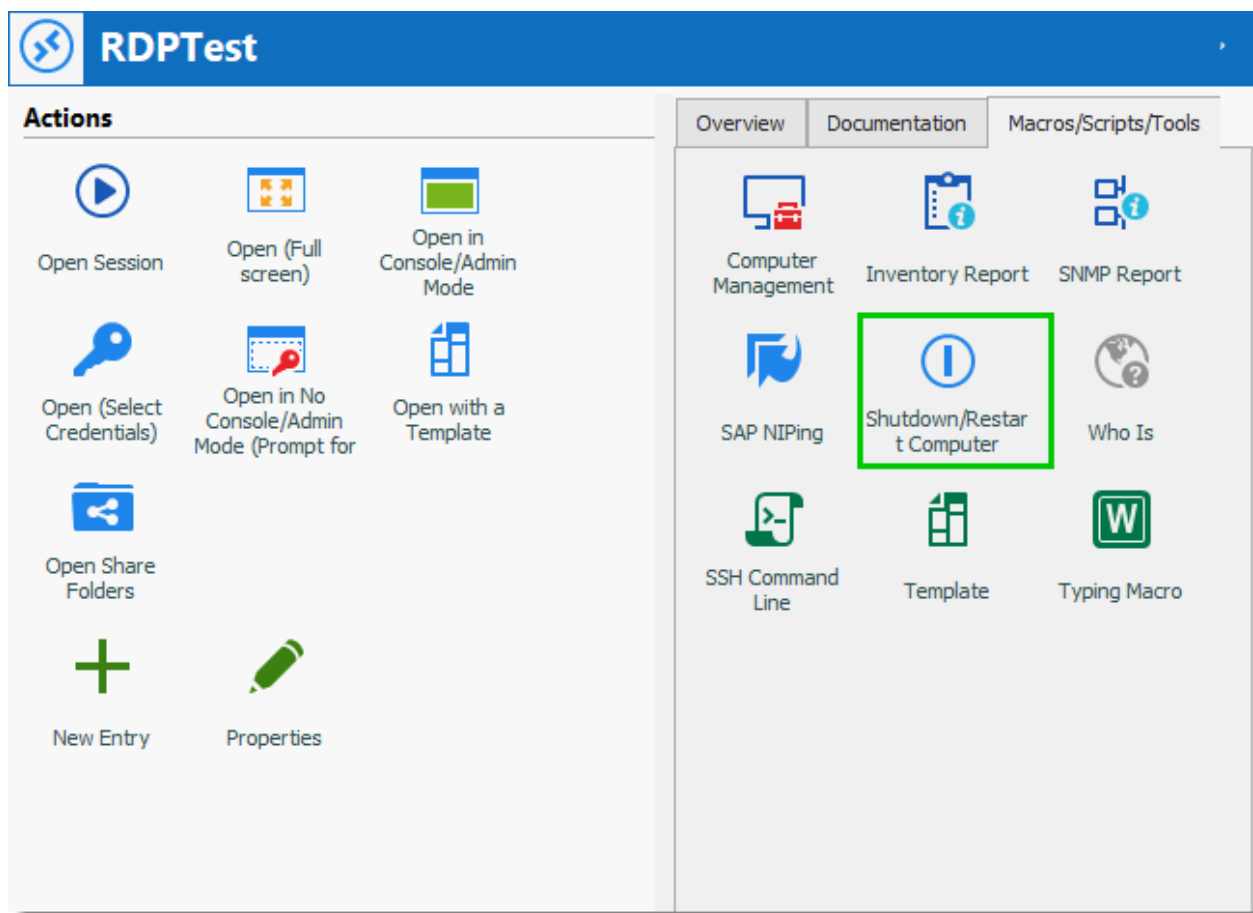 RDPTest
Actions
Open Session
Open (Full
screen)
Open in
Console/Admin
Mode
Open (Select
Credentials)
Open in No
Console/Admin
Mode (Prompt for
Open with a
Template
Open Share
Folders
New Entry
Properties
Overview
Documentation
Macros/Scripts/Tools
Computer
Management
Inventory Report
SNMP Report
SAP NIPing
Shutdown/Restar
t Computer
Who Is
SSH Command
Line
W
Template
Typing Macro